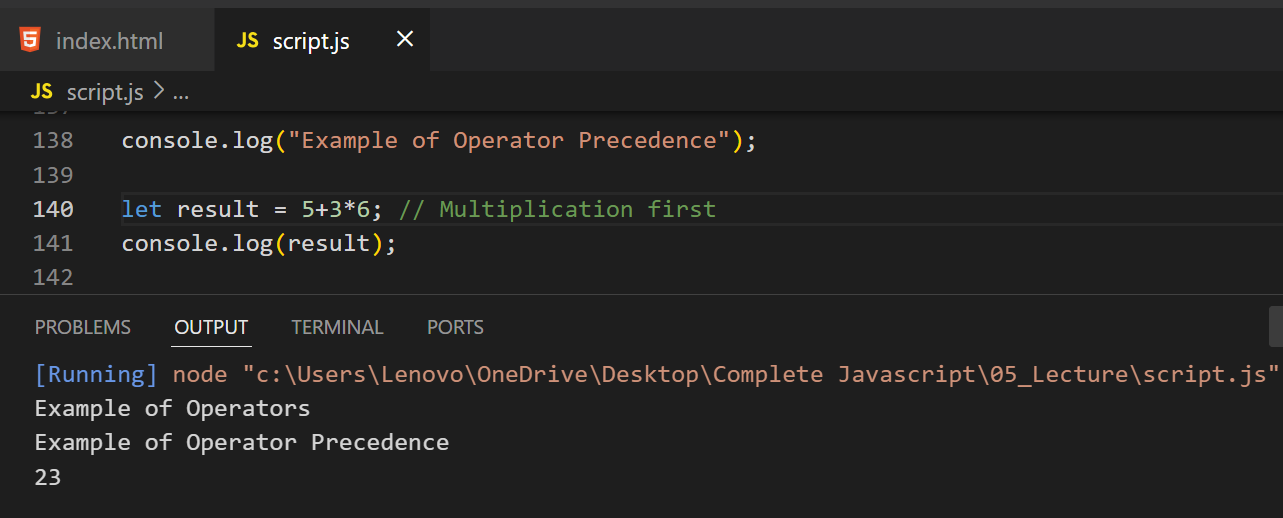 index.html JS script.js ×
JS script.js > ...
138 console.log("Example of Operator Precedence");
139
140 let result = 5+3*6; // Multiplication first
141 console.log(result);
142
PROBLEMS OUTPUT TERMINAL PORTS
[Running] node "c:\Users\Lenovo\OneDrive\Desktop\Complete Javascript\05_Lecture\script.js"
Example of Operators
Example of Operator Precedence
23